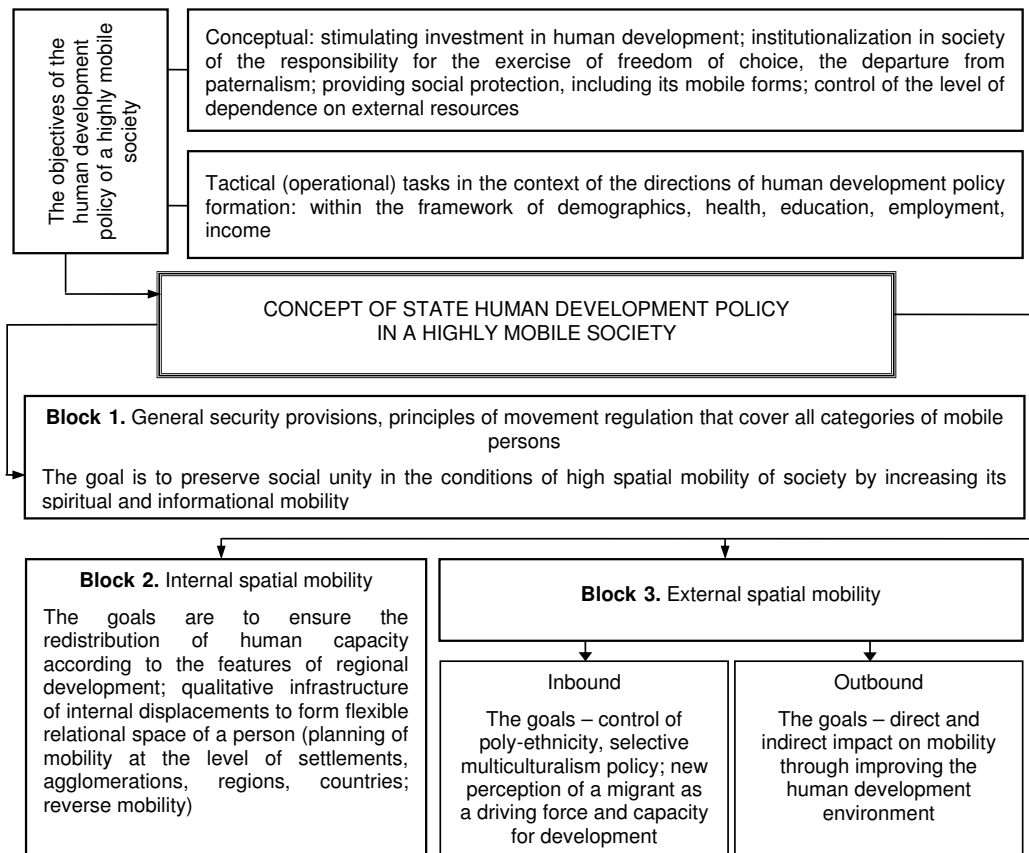 The objectives of the
human development
policy of a highly mobile
society
Conceptual: stimulating investment in human development; institutionalization in society
of the responsibility for the exercise of freedom of choice, the departure from
paternalism; providing social protection, including its mobile forms; control of the level of
dependence on external resources
Tactical (operational) tasks in the context of the directions of human development policy
formation: within the framework of demographics, health, education, employment,
income
CONCEPT OF STATE HUMAN DEVELOPMENT POLICY
IN A HIGHLY MOBILE SOCIETY
Block 1. General security provisions, principles of movement regulation that cover all categories of mobile
persons
The goal is to preserve social unity in the conditions of high spatial mobility of society by increasing its
spiritual and informational mobility
Block 2. Internal spatial mobility
The goals are to ensure the
redistribution of human capacity
according to the features of regional
development; qualitative infrastructure
of internal displacements to form flexible
relational space of a person (planning of
mobility at the level of settlements,
agglomerations, regions, countries;
reverse mobility)
Block 3. External spatial mobility
Inbound
The goals – control of
poly-ethnicity, selective
multiculturalism policy; new
perception of a migrant as
a driving force and capacity
for development
Outbound
The goals – direct and
indirect impact on mobility
through improving the
human development
environment